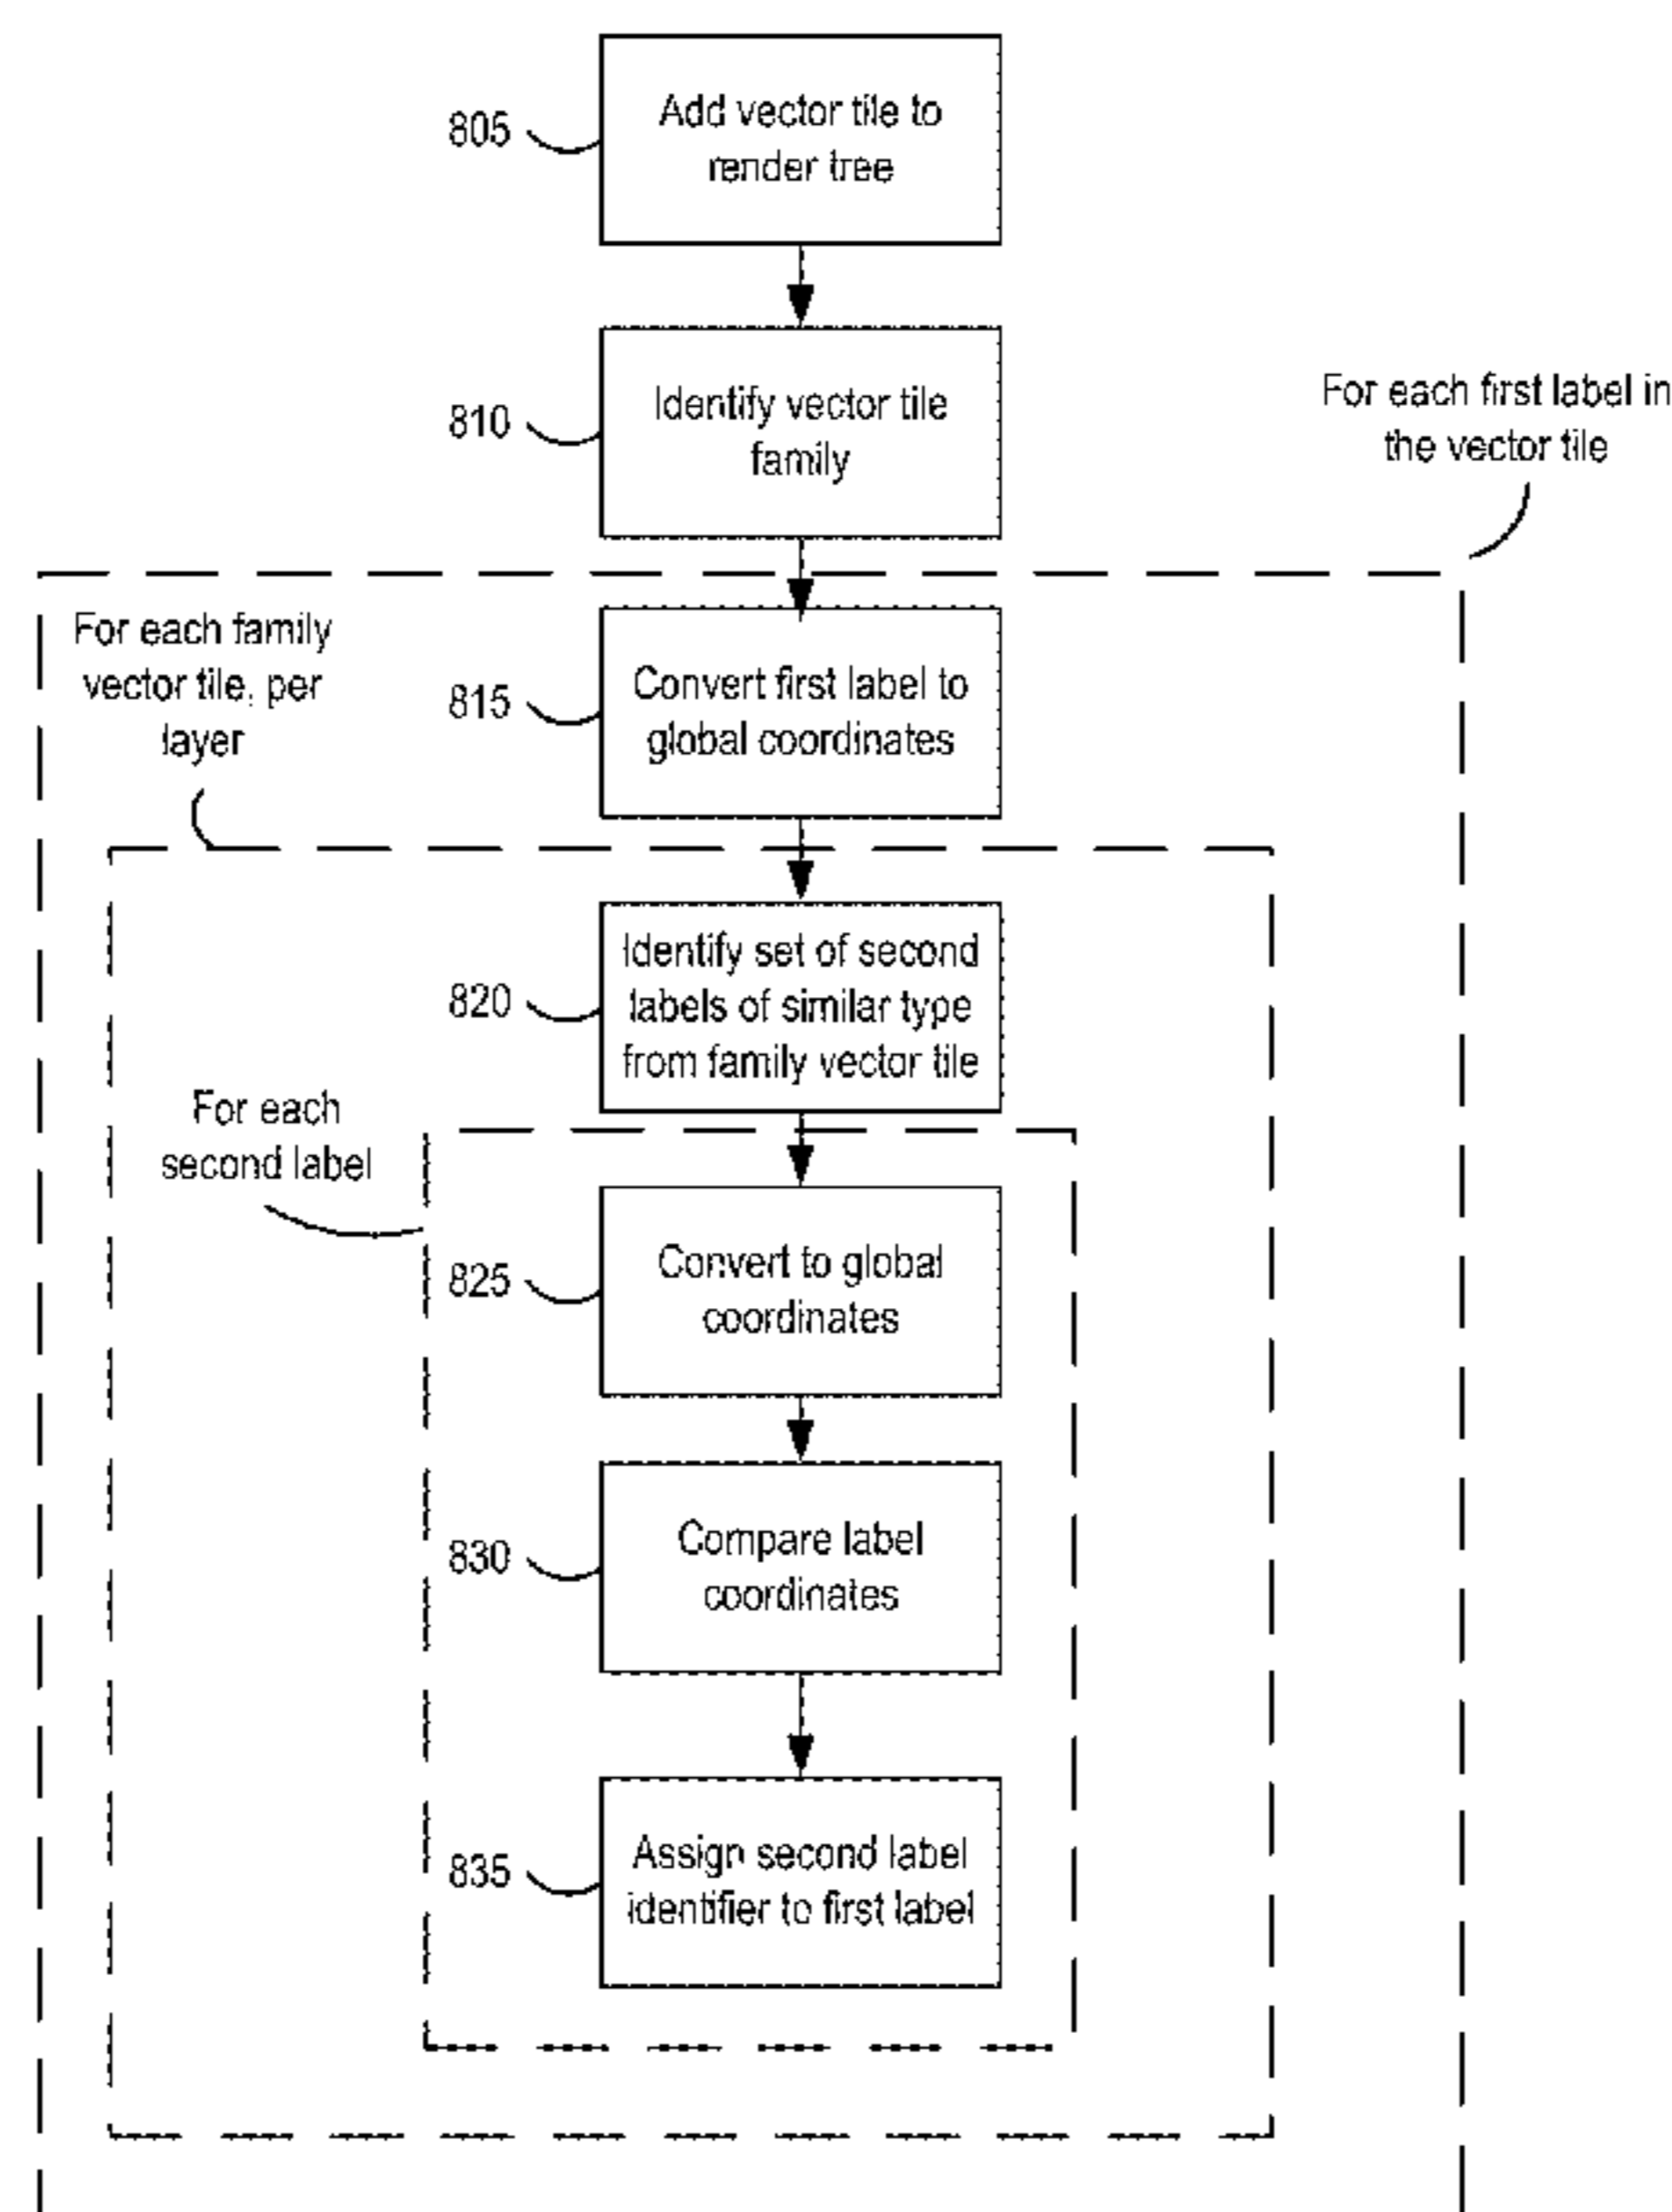 805
Add vector tile to
render tree
810
Identify vector tile
family
For each first label in
the vector tile
For each family
vector tile, per
layer
815
Convert first label to
global coordinates
820
Identify set of second
labels of similar type
from family vector tile
For each
second label
825
Convert to global
coordinates
830
Compare label
coordinates
835
Assign second label
identifier to first label